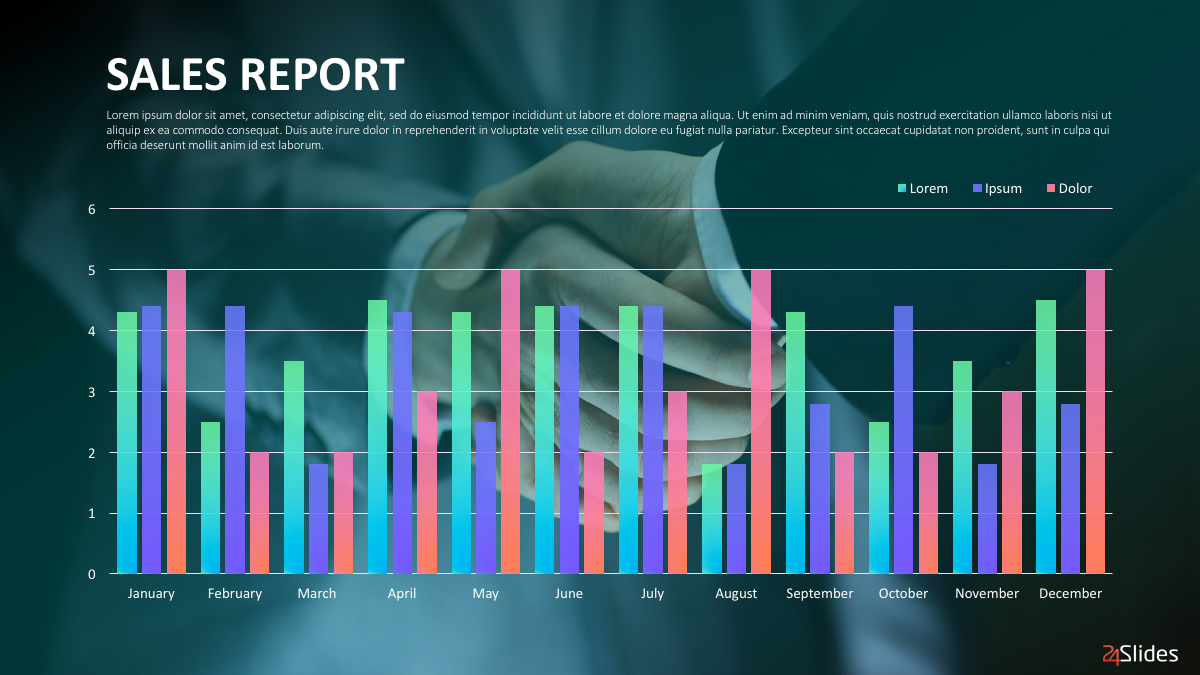 SALES REPORT
Lorem ipsum dolor sit amet, consectetur adipiscing elit, sed do eiusmod tempor incididunt ut labore et dolore magna aliqua. Ut enim ad minim veniam, quis nostrud exercitation ullamco laboris nisi ut
aliquip ex ea commodo consequat. Duis aute irure dolor in reprehenderit in voluptate velit esse cillum dolore eu fugiat nulla pariatur. Excepteur sint occaecat cupidatat non proident, sunt in culpa qui
officia deserunt mollit anim id est laborum.
Lorem Ipsum Dolor
6
5
4
3
2
1
0
January February March April May June July August September October November December
24Slides